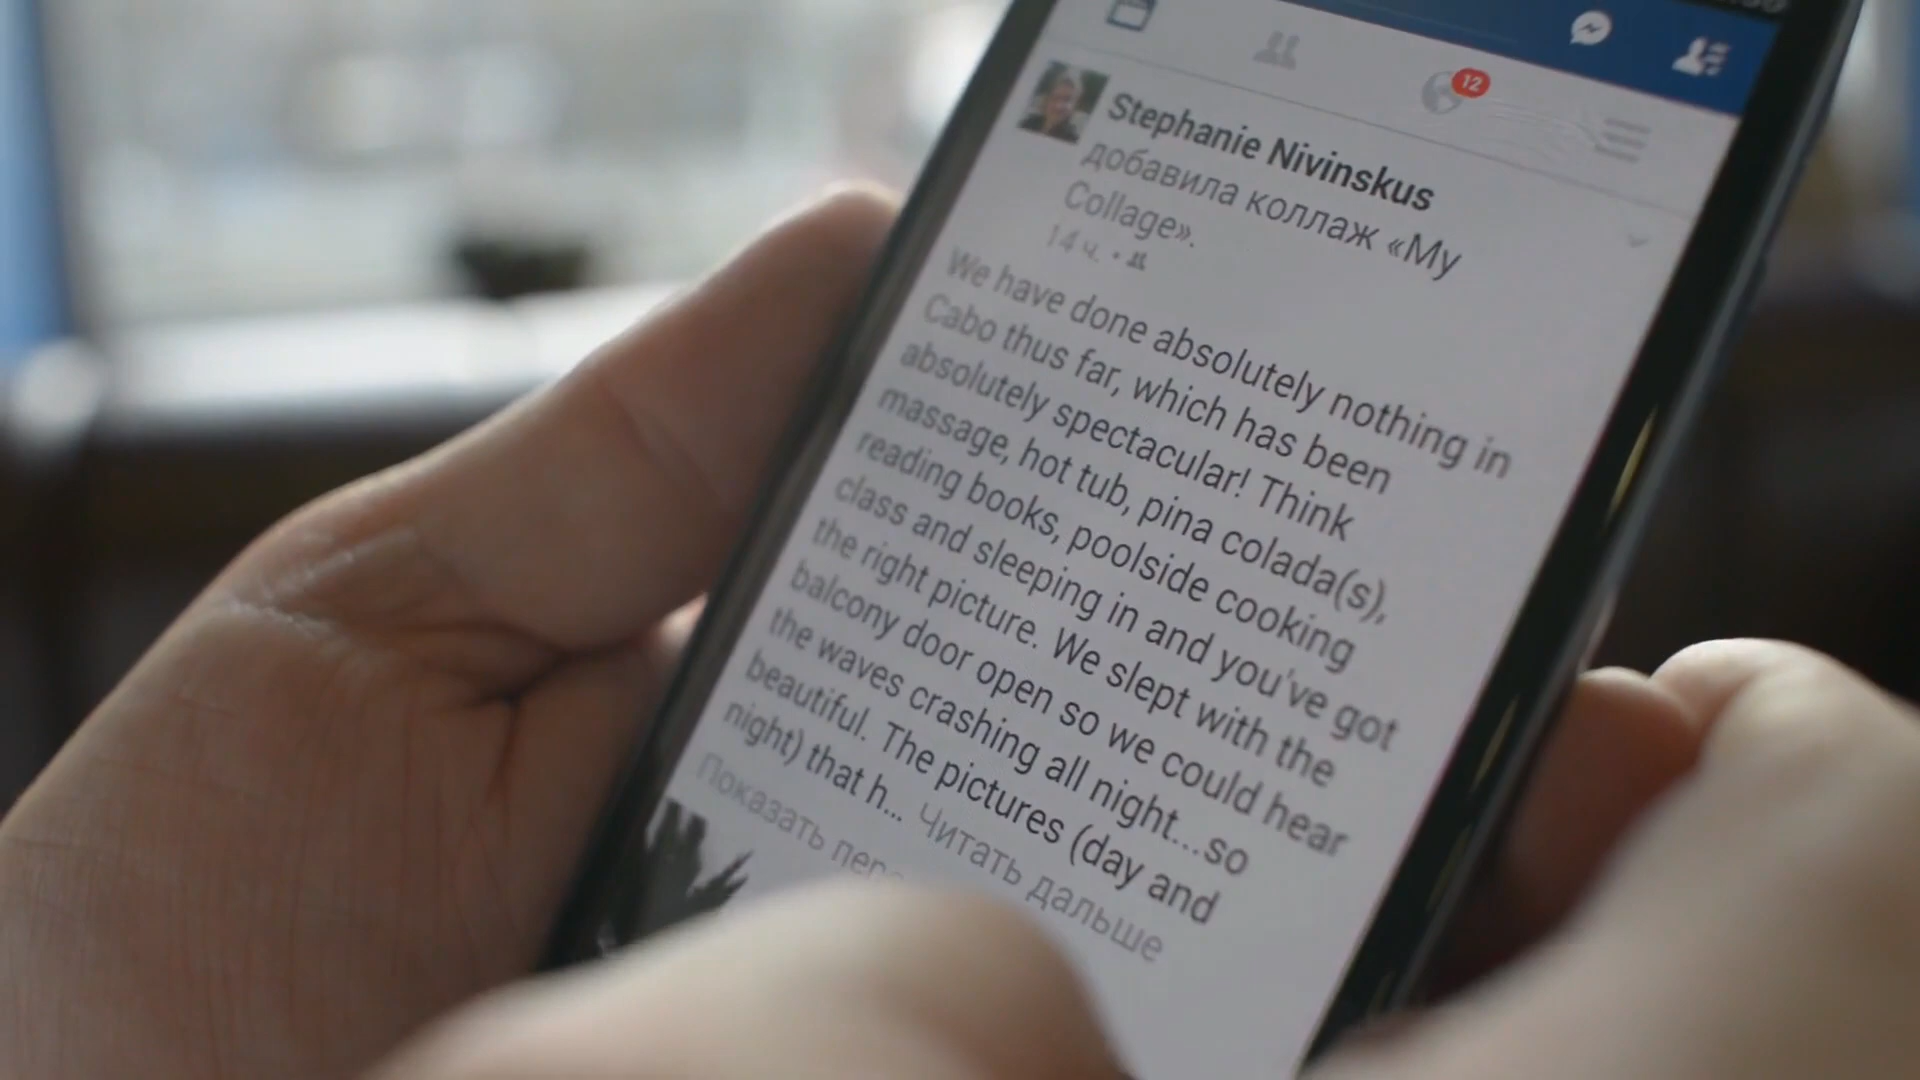 12
Stephanie Nivinskus
добавила коллаж «My
Collage».
14 ч.
We have done absolutely nothing in
Cabo thus far, which has been
absolutely spectacular! Think
massage, hot tub, pina colada(s),
reading books, poolside cooking
class and sleeping in and you've got
the right picture. We slept with the
balcony door open so we could hear
the waves crashing all night...so
beautiful. The pictures (day and
night) that h... Читать дальше
Показать